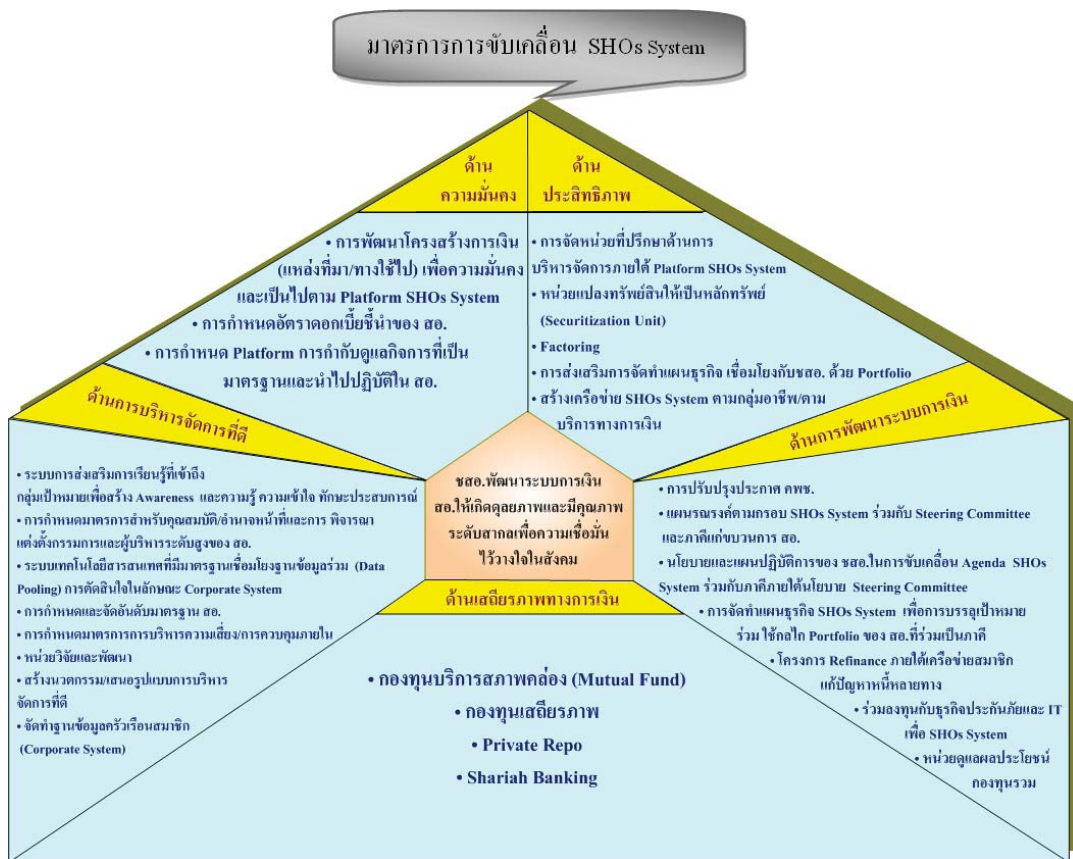 มาตรการการขับเคลื่อน SHOs System
ด้าน
ความมั่นคง
• การพัฒนาโครงสร้างการเงิน
(แหล่งที่มา/ทางใช้ไป) เพื่อความมั่นคง
และเป็นไปตาม Platform SHOs System
• การกำหนดอัตราดอกเบี้ยชี้นำของ สอ.
• การกำหนด Platform การกำกับดูแลกิจการที่เป็น
มาตรฐานและนำไปปฏิบัติใน สอ.
ด้าน
ประสิทธิภาพ
• การจัดหน่วยที่ปรึกษาด้านการ
บริหารจัดการภายใต้ Platform SHOs System
• หน่วยแปลงทรัพย์สินให้เป็นหลักทรัพย์
(Securitization Unit)
• Factoring
• การส่งเสริมการจัดทำแผนธุรกิจ เชื่อมโยงกับชสอ. ด้วย Portfolio
• สร้างเครือข่าย SHOs System ตามกลุ่มอาชีพ/ตาม
บริการทางการเงิน
ด้านการบริหารจัดการที่ดี
• ระบบการส่งเสริมการเรียนรู้ที่เข้าถึง
กลุ่มเป้าหมายเพื่อสร้าง Awareness และความรู้ ความเข้าใจ ทักษะประสบการณ์
• การกำหนดมาตรการสำหรับคุณสมบัติ/อำนาจหน้าที่และการ พิจารณา
แต่งตั้งกรรมการและผู้บริหารระดับสูงของ สอ.
• ระบบเทคโนโลยีสารสนเทศที่มีมาตรฐานเชื่อมโยงฐานข้อมูลร่วม (Data
Pooling) การตัดสินใจในลักษณะ Corporate System
• การกำหนดและจัดอันดับมาตรฐาน สอ.
• การกำหนดมาตรการการบริหารความเสี่ยง/การควบคุมภายใน
• หน่วยวิจัยและพัฒนา
• สร้างนวตกรรม/เสนอรูปแบบการบริหาร
จัดการที่ดี
• จัดทำฐานข้อมูลครัวเรือนสมาชิก
(Corporate System)
ชสอ.พัฒนาระบบการเงิน
สอ.ให้เกิดดุลยภาพและมีคุณภาพ
ระดับสากลเพื่อความเชื่อมั่น
ไว้วางใจในสังคม
ด้านการพัฒนาระบบการเงิน
• การปรับปรุงประกาศ คพช.
• แผนรณรงค์ตามกรอบ SHOs System ร่วมกับ Steering Committee
และภาคีแก่ขบวนการ สอ.
• นโยบายและแผนปฏิบัติการของ ชสอ.ในการขับเคลื่อน Agenda SHOs
System ร่วมกับภาคีภายใต้นโยบาย Steering Committee
• การจัดทำแผนธุรกิจ SHOs System เพื่อการบรรลุเป้าหมาย
ร่วม ใช้กลไก Portfolio ของ สอ.ที่ร่วมเป็นภาคี
• โครงการ Refinance ภายใต้เครือข่ายสมาชิก
แก้ปัญหาหนี้หลายทาง
• ร่วมลงทุนกับธุรกิจประกันภัยและ IT
เพื่อ SHOs System
• หน่วยดูแลผลประโยชน์
กองทุนรวม
ด้านเสถียรภาพทางการเงิน
• กองทุนบริการสภาพคล่อง (Mutual Fund)
• กองทุนเสถียรภาพ
• Private Repo
• Shariah Banking